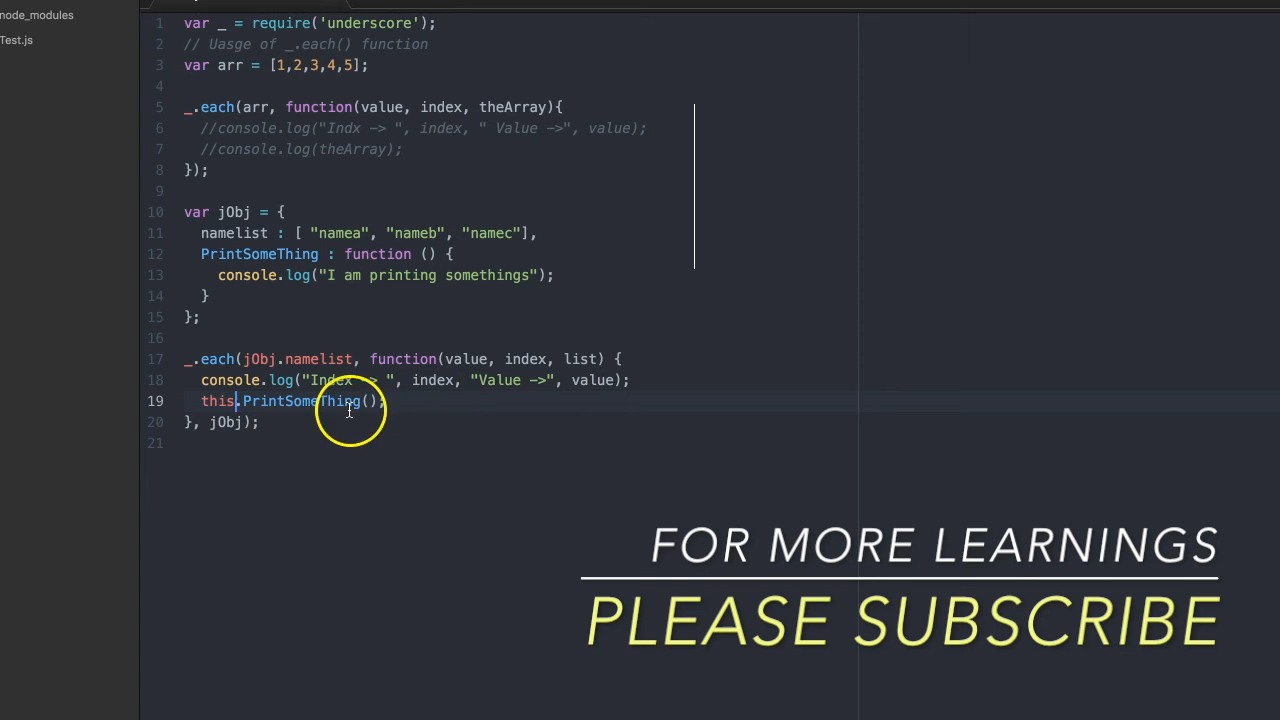 node_modules
Test.js
1 var _ = require('underscore');
2 // Uasge of _.each() function
3 var arr = [1,2,3,4,5];
4
5 _.each(arr, function(value, index, theArray){
6 //console.log("Indx -> ", index, " Value ->", value);
7 //console.log(theArray);
8 });
9
10 var jObj = {
11 namelist : [ "namea", "nameb", "namec"],
12 PrintSomeThing : function () {
13 console.log("I am printing somethings");
14 }
15 };
16
17 _.each(jObj.namelist, function(value, index, list) {
18 console.log("Index -> ", index, "Value ->", value);
19 this.PrintSomeThing();
20 }, jObj);
21
FOR MORE LEARNINGS
PLEASE SUBSCRIBE